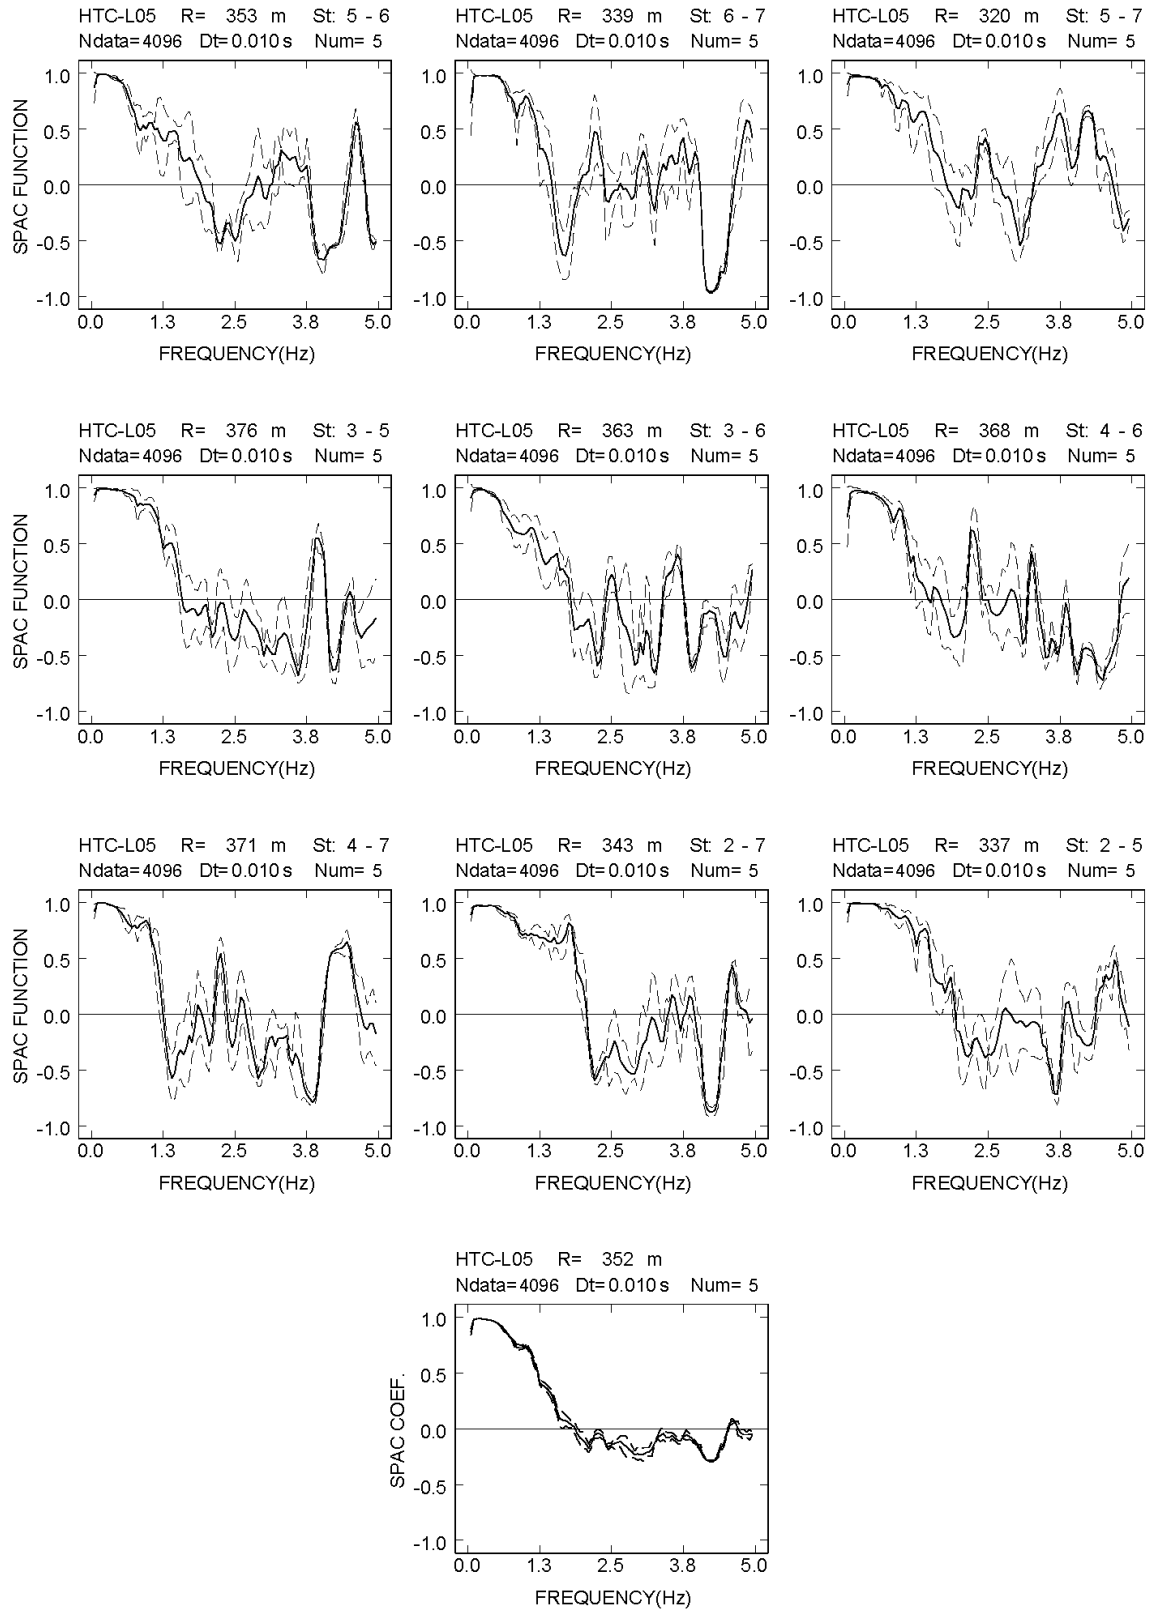 HTC-L05 R= 353 m St: 5 - 6
Ndata=4096 Dt=0.010 s Num= 5
HTC-L05 R= 339 m St: 6 - 7
Ndata=4096 Dt=0.010 s Num= 5
HTC-L05 R= 320 m St: 5 - 7
Ndata=4096 Dt=0.010 s Num= 5
SPAC FUNCTION
1.0
0.5
0.0
-0.5
-1.0
0.0 1.3 2.5 3.8 5.0
FREQUENCY(Hz)
1.0
0.5
0.0
-0.5
-1.0
0.0 1.3 2.5 3.8 5.0
FREQUENCY(Hz)
1.0
0.5
0.0
-0.5
-1.0
0.0 1.3 2.5 3.8 5.0
FREQUENCY(Hz)
HTC-L05 R= 376 m St: 3 - 5
Ndata=4096 Dt=0.010 s Num= 5
HTC-L05 R= 363 m St: 3 - 6
Ndata=4096 Dt=0.010 s Num= 5
HTC-L05 R= 368 m St: 4 - 6
Ndata=4096 Dt=0.010 s Num= 5
SPAC FUNCTION
1.0
0.5
0.0
-0.5
-1.0
0.0 1.3 2.5 3.8 5.0
FREQUENCY(Hz)
1.0
0.5
0.0
-0.5
-1.0
0.0 1.3 2.5 3.8 5.0
FREQUENCY(Hz)
1.0
0.5
0.0
-0.5
-1.0
0.0 1.3 2.5 3.8 5.0
FREQUENCY(Hz)
HTC-L05 R= 371 m St: 4 - 7
Ndata=4096 Dt=0.010 s Num= 5
HTC-L05 R= 343 m St: 2 - 7
Ndata=4096 Dt=0.010 s Num= 5
HTC-L05 R= 337 m St: 2 - 5
Ndata=4096 Dt=0.010 s Num= 5
SPAC FUNCTION
1.0
0.5
0.0
-0.5
-1.0
0.0 1.3 2.5 3.8 5.0
FREQUENCY(Hz)
1.0
0.5
0.0
-0.5
-1.0
0.0 1.3 2.5 3.8 5.0
FREQUENCY(Hz)
1.0
0.5
0.0
-0.5
-1.0
0.0 1.3 2.5 3.8 5.0
FREQUENCY(Hz)
HTC-L05 R= 352 m
Ndata=4096 Dt=0.010 s Num= 5
SPAC COEF.
1.0
0.5
0.0
-0.5
-1.0
0.0 1.3 2.5 3.8 5.0
FREQUENCY(Hz)